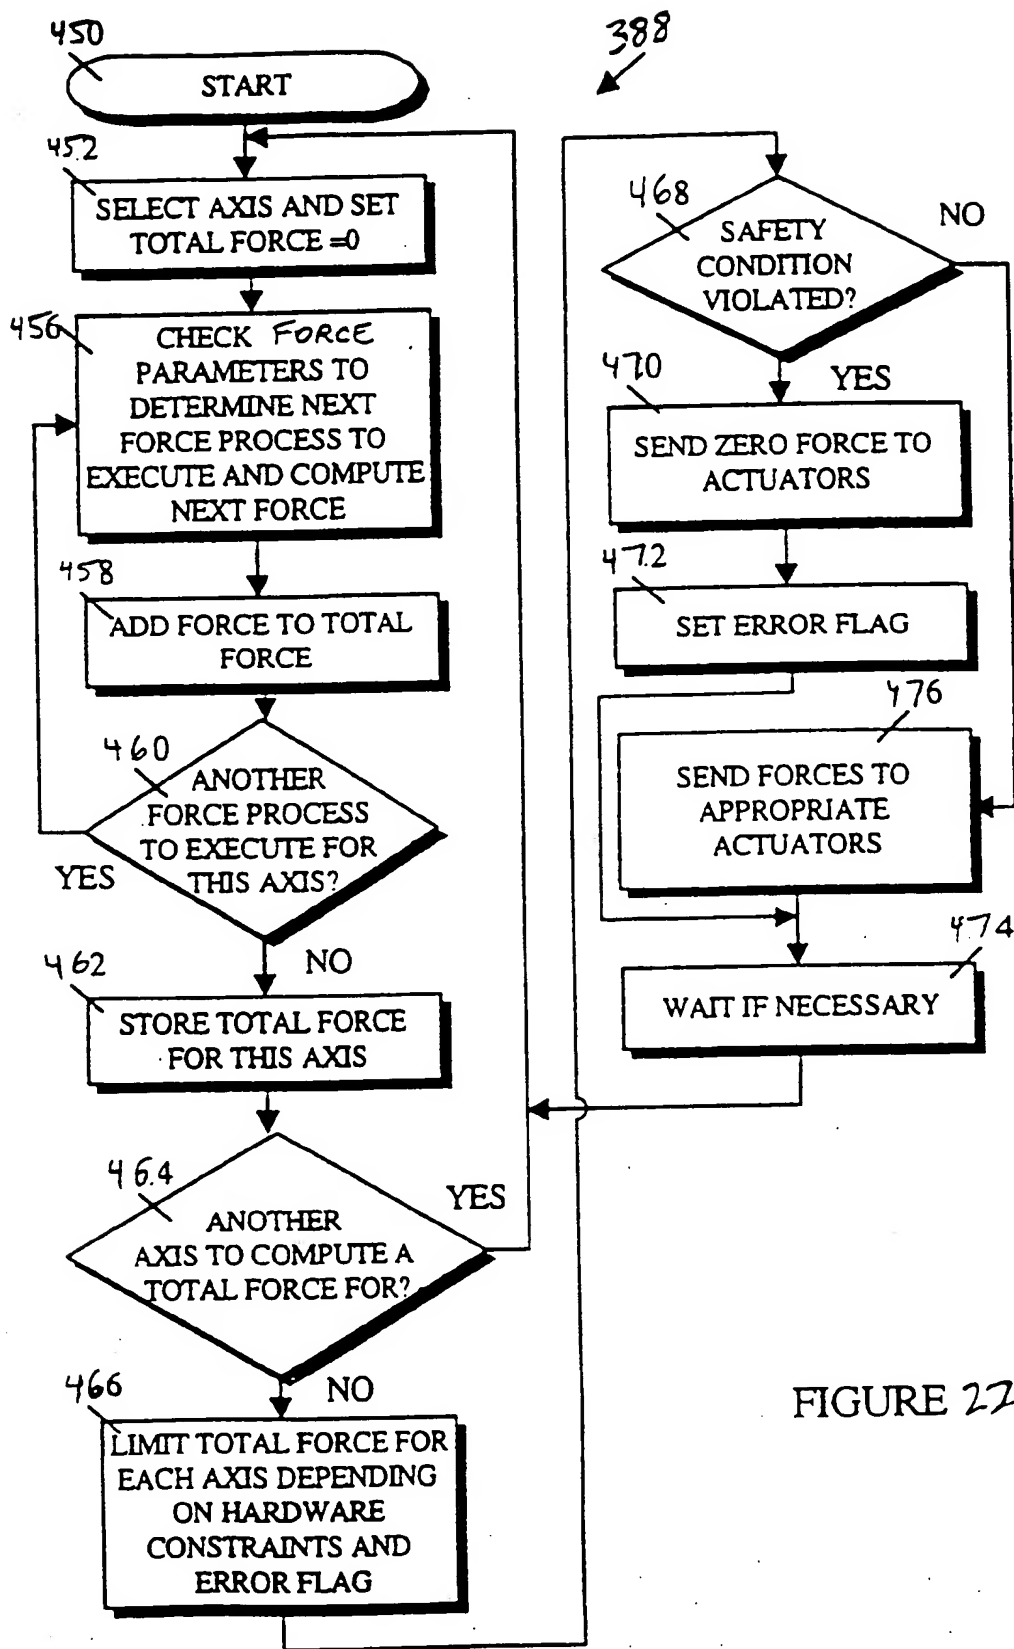 450
START
388
452
SELECT AXIS AND SET
TOTAL FORCE =0
456
CHECK FORCE
PARAMETERS TO
DETERMINE NEXT
FORCE PROCESS TO
EXECUTE AND COMPUTE
NEXT FORCE
458
ADD FORCE TO TOTAL
FORCE
460
ANOTHER
FORCE PROCESS
TO EXECUTE FOR
THIS AXIS?
YES
NO
462
STORE TOTAL FORCE
FOR THIS AXIS
464
YES
ANOTHER
AXIS TO COMPUTE A
TOTAL FORCE FOR?
NO
466
LIMIT TOTAL FORCE FOR
EACH AXIS DEPENDING
ON HARDWARE
CONSTRAINTS AND
ERROR FLAG
468
NO
SAFETY
CONDITION
VIOLATED?
YES
470
SEND ZERO FORCE TO
ACTUATORS
472
SET ERROR FLAG
476
SEND FORCES TO
APPROPRIATE
ACTUATORS
474
WAIT IF NECESSARY
FIGURE 22